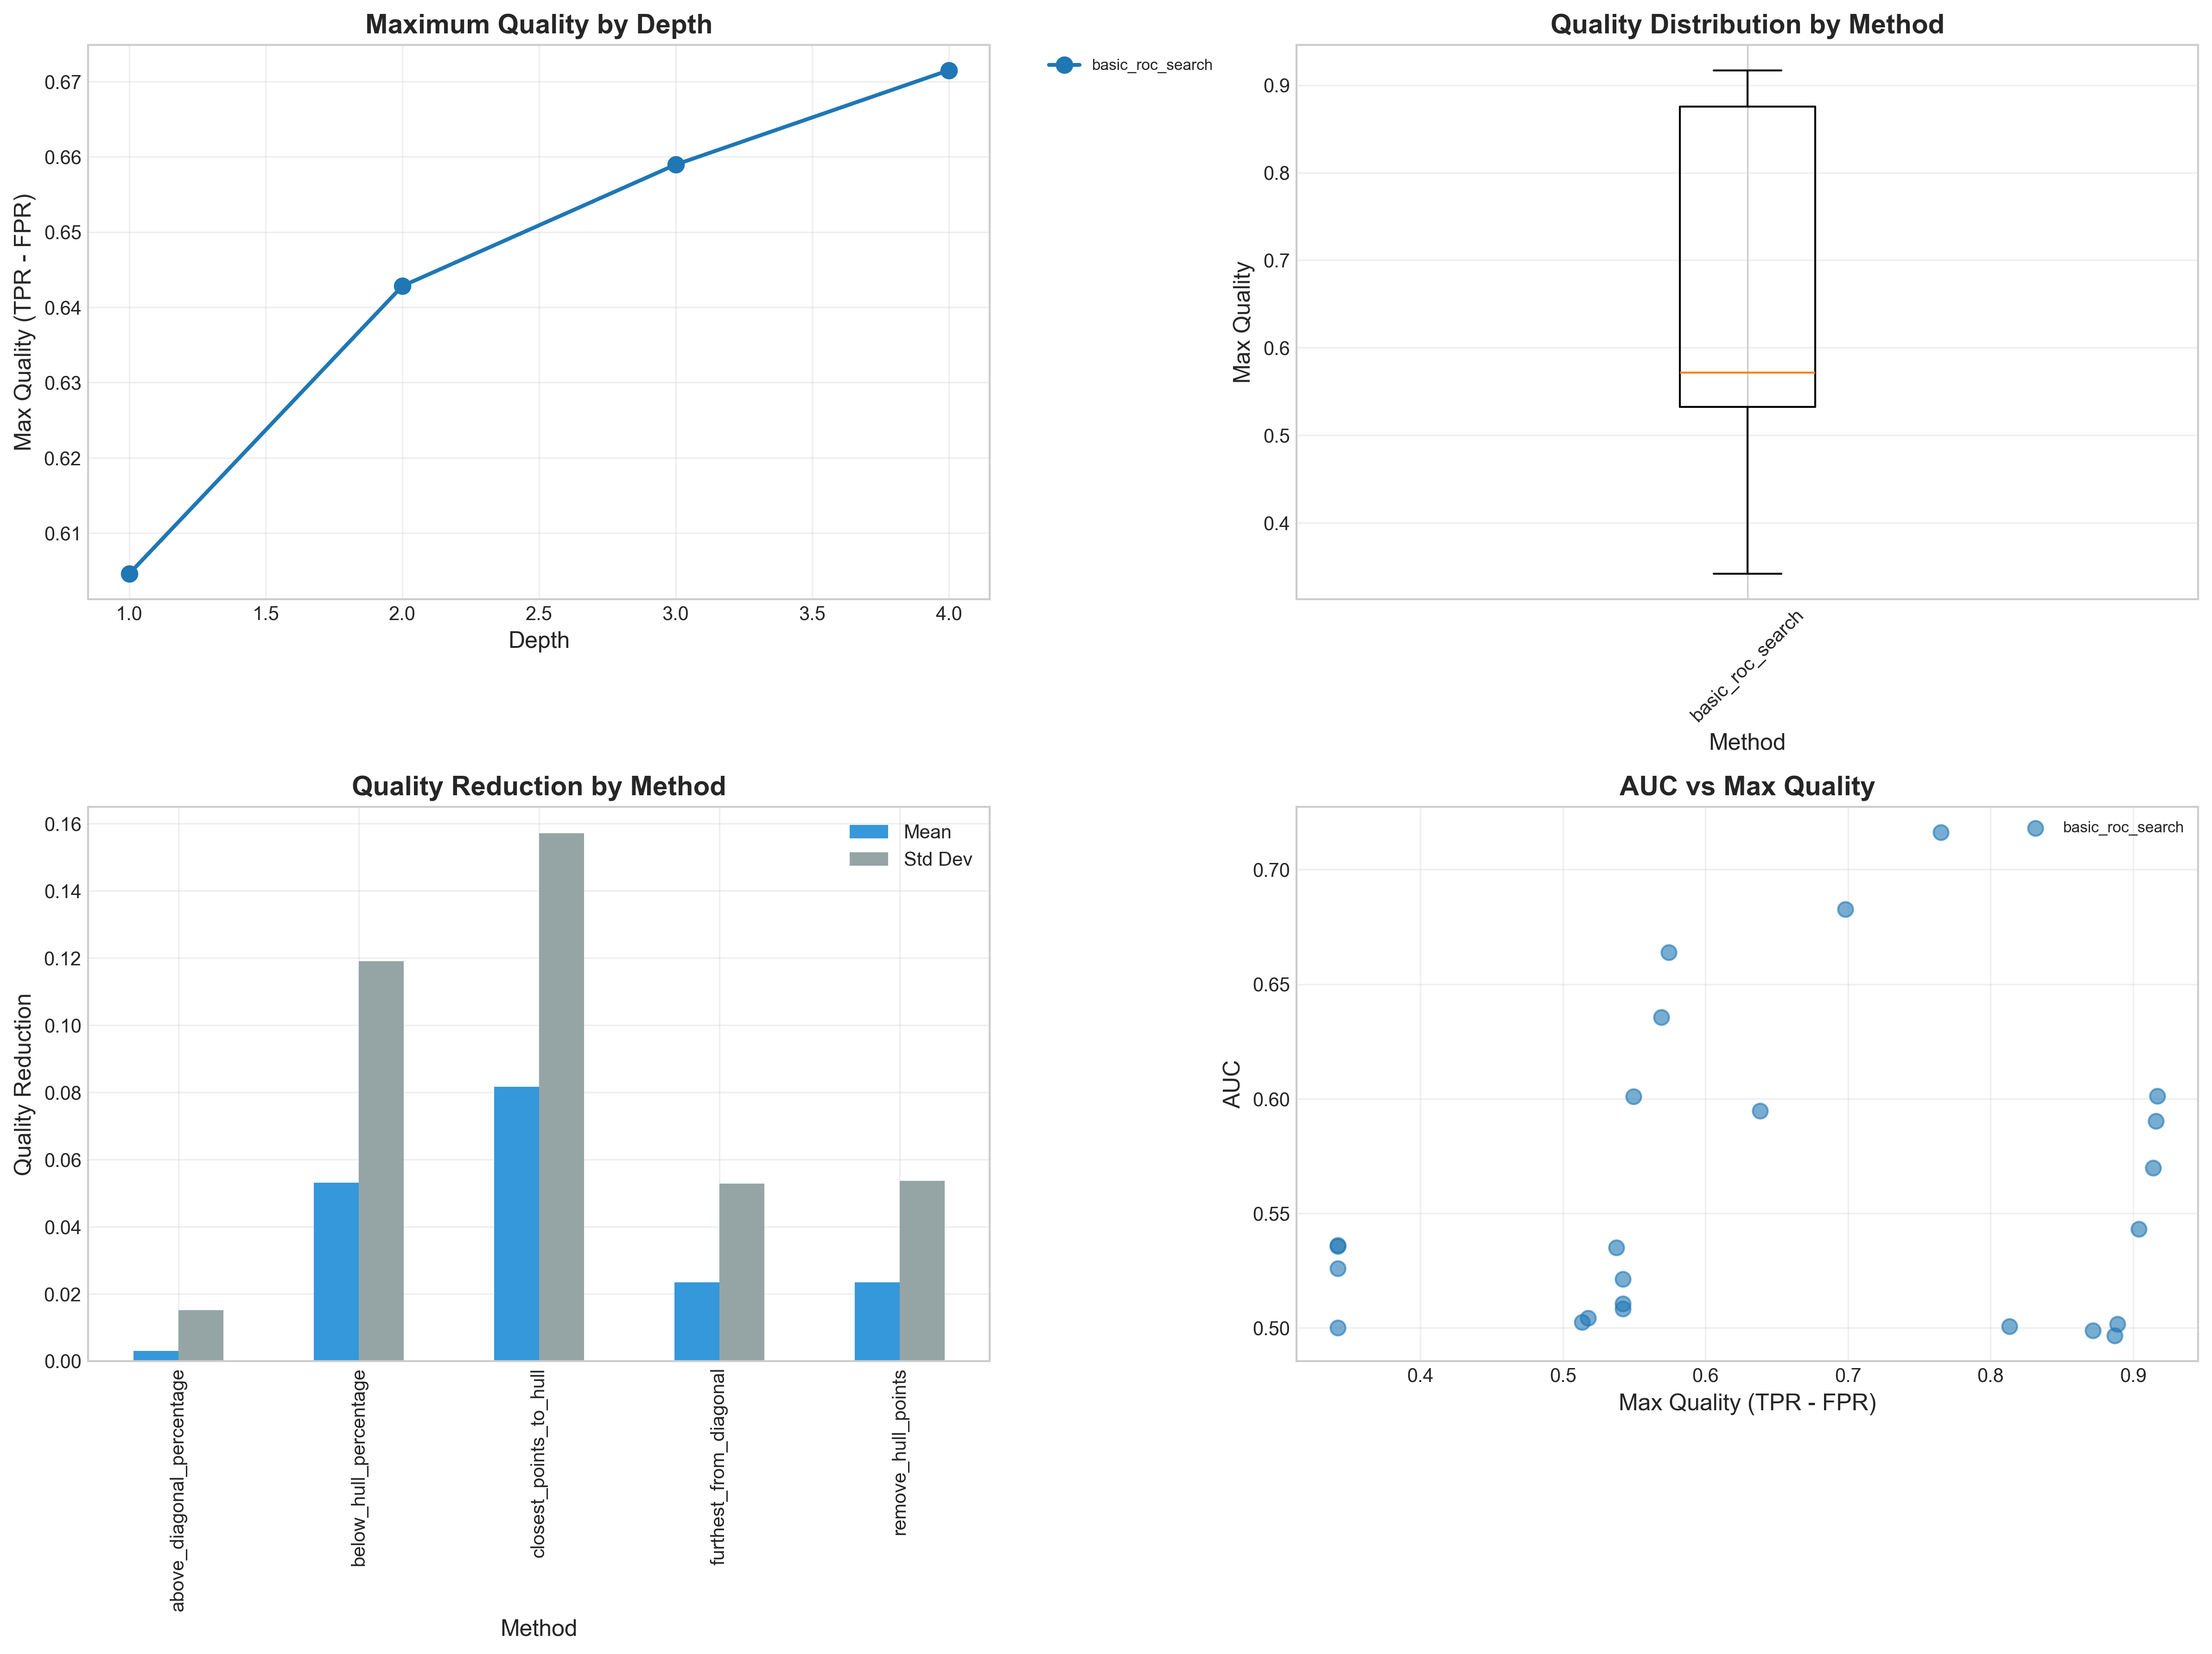 Maximum Quality by Depth
Max Quality (TPR - FPR)
0.67
0.66
0.65
0.64
0.63
0.62
0.61
1.0 1.5 2.0 2.5 3.0 3.5 4.0
Depth
basic_roc_search
Quality Distribution by Method
Max Quality
0.9
0.8
0.7
0.6
0.5
0.4
basic_roc_search
Method
Quality Reduction by Method
Quality Reduction
0.16
0.14
0.12
0.10
0.08
0.06
0.04
0.02
0.00
Mean
Std Dev
above_diagonal_percentage
below_hull_percentage
closest_points_to_hull
furthest_from_diagonal
remove_hull_points
Method
AUC vs Max Quality
AUC
0.70
0.65
0.60
0.55
0.50
basic_roc_search
0.4 0.5 0.6 0.7 0.8 0.9
Max Quality (TPR - FPR)